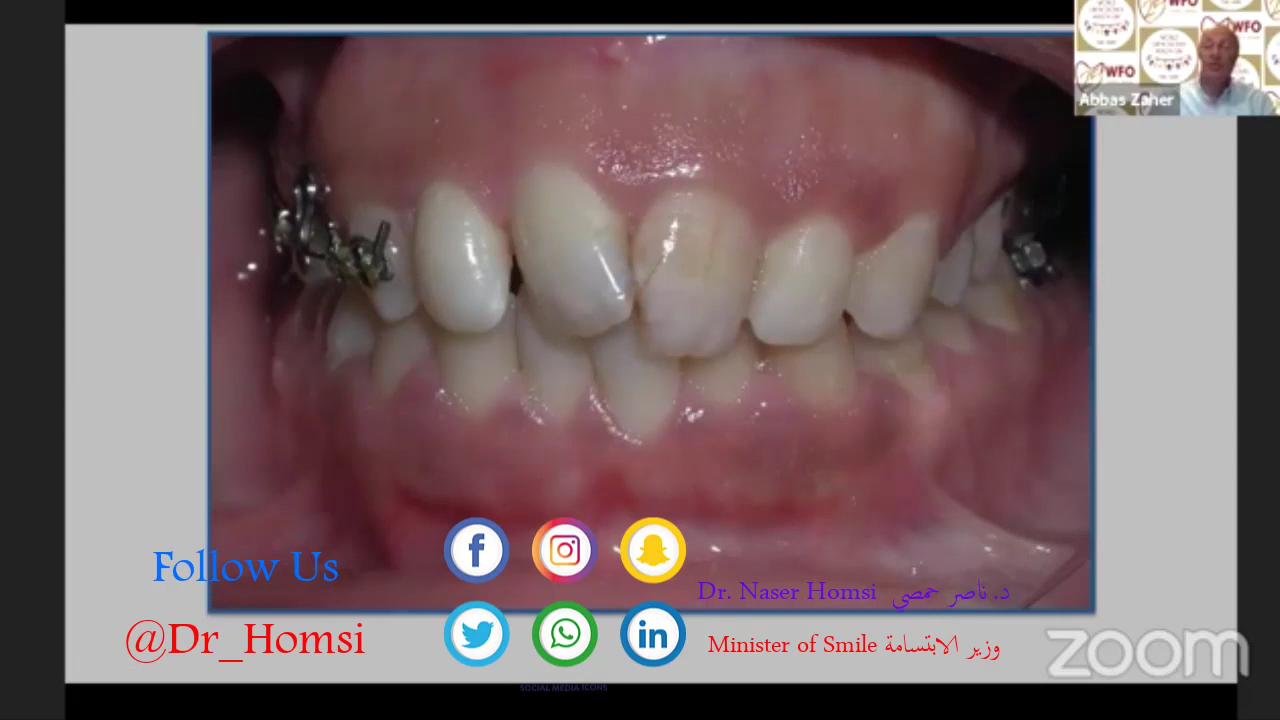 WFO
WFO
WFO
Abbas Zaher
Follow Us
@Dr_Homsi
Dr. Naser Homsi د. ناصر حمصي
Minister of Smile وزير الابتسامة
SOCIAL MEDIA ICONS
zoom